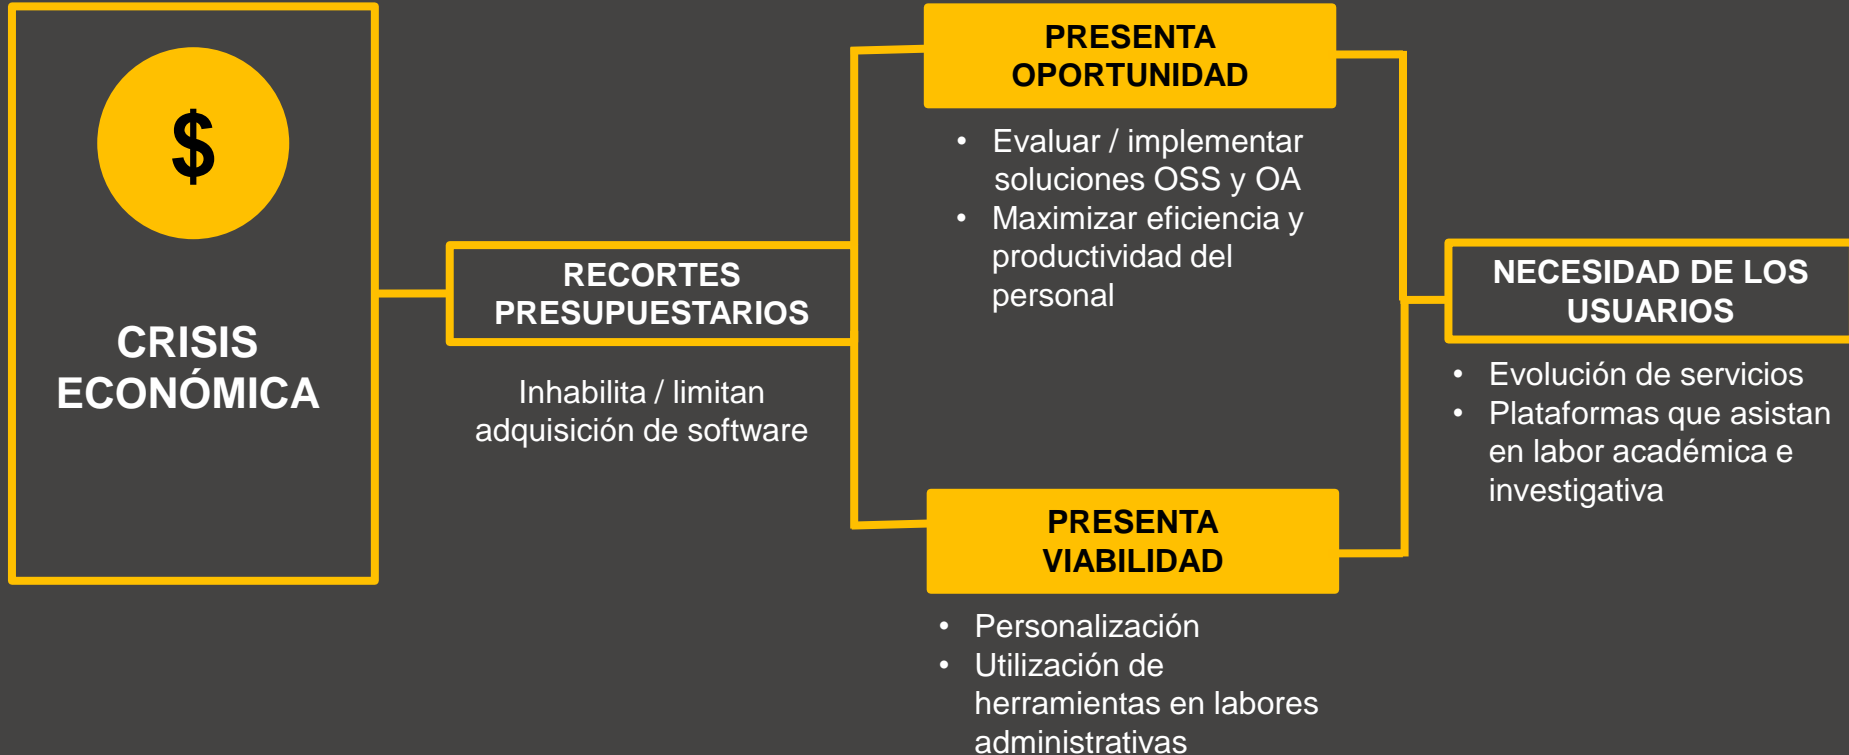 $
CRISIS
ECONÓMICA
RECORTES
PRESUPUESTARIOS
Inhabilita / limitan
adquisición de software
PRESENTA
OPORTUNIDAD
• Evaluar / implementar
soluciones OSS y OA
• Maximizar eficiencia y
productividad del
personal
PRESENTA
VIABILIDAD
• Personalización
• Utilización de
herramientas en labores
administrativas
NECESIDAD DE LOS
USUARIOS
• Evolución de servicios
• Plataformas que asistan
en labor académica e
investigativa